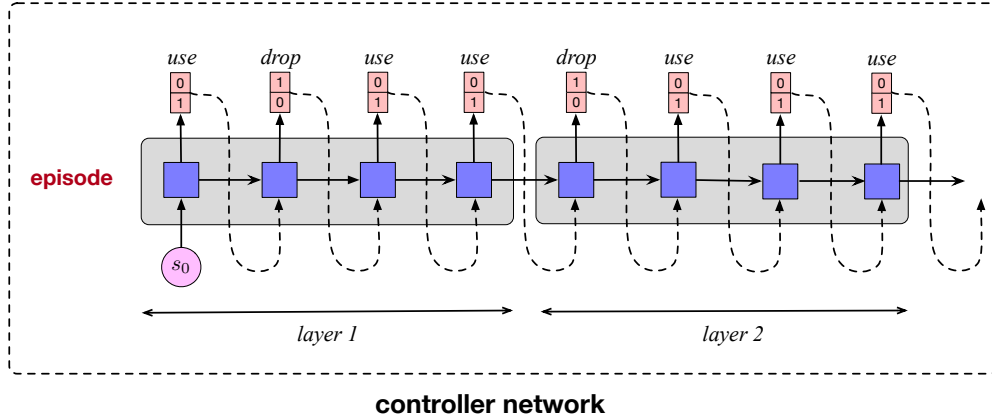 use drop use use drop use use use
0 1 0 0 1 0 0 0
1 0 1 1 0 1 1 1
episode
s₀
layer 1 layer 2
controller network